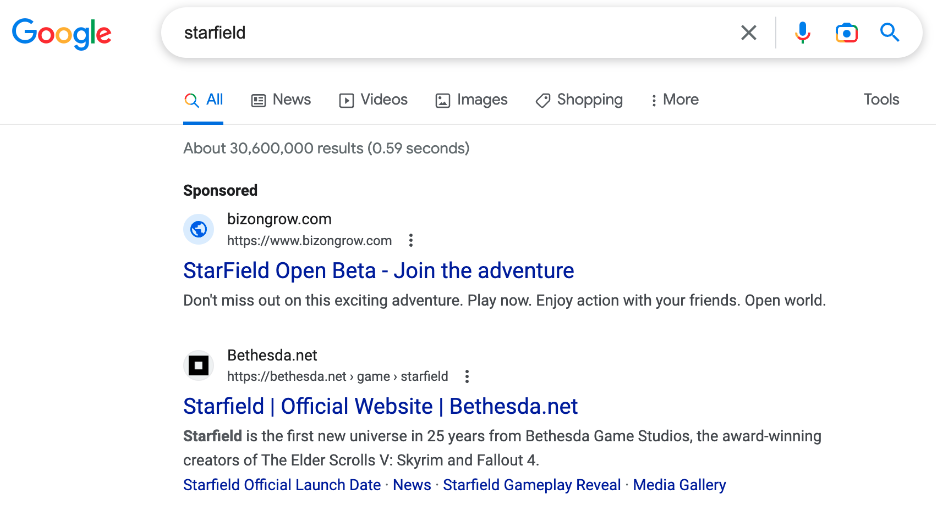 Google
starfield
All News Videos Images Shopping More Tools
About 30,600,000 results (0.59 seconds)
Sponsored
bizongrow.com
https://www.bizongrow.com
StarField Open Beta - Join the adventure
Don't miss out on this exciting adventure. Play now. Enjoy action with your friends. Open world.
Bethesda.net
https://bethesda.net › game › starfield
Starfield | Official Website | Bethesda.net
Starfield is the first new universe in 25 years from Bethesda Game Studios, the award-winning
creators of The Elder Scrolls V: Skyrim and Fallout 4.
Starfield Official Launch Date · News · Starfield Gameplay Reveal · Media Gallery